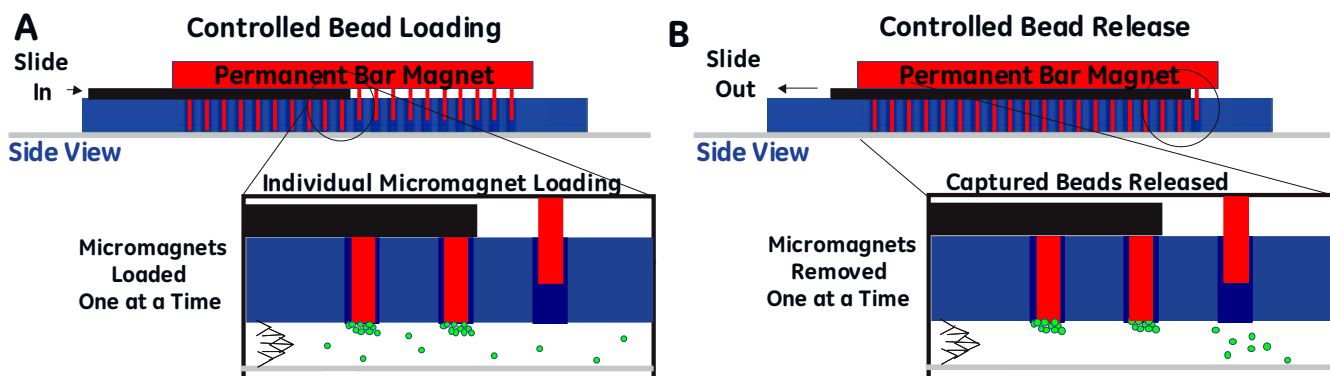 A
Controlled Bead Loading
Slide
In
Permanent Bar Magnet
Side View
Individual Micromagnet Loading
Micromagnets
Loaded
One at a Time
B
Controlled Bead Release
Slide
Out
Permanent Bar Magnet
Side View
Captured Beads Released
Micromagnets
Removed
One at a Time